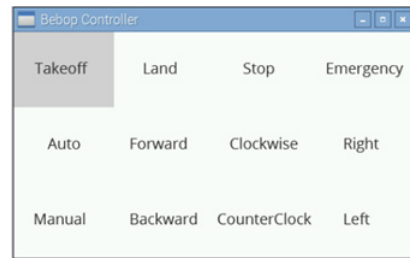 Bebop Controller
Takeoff Land Stop Emergency
Auto Forward Clockwise Right
Manual Backward CounterClock Left